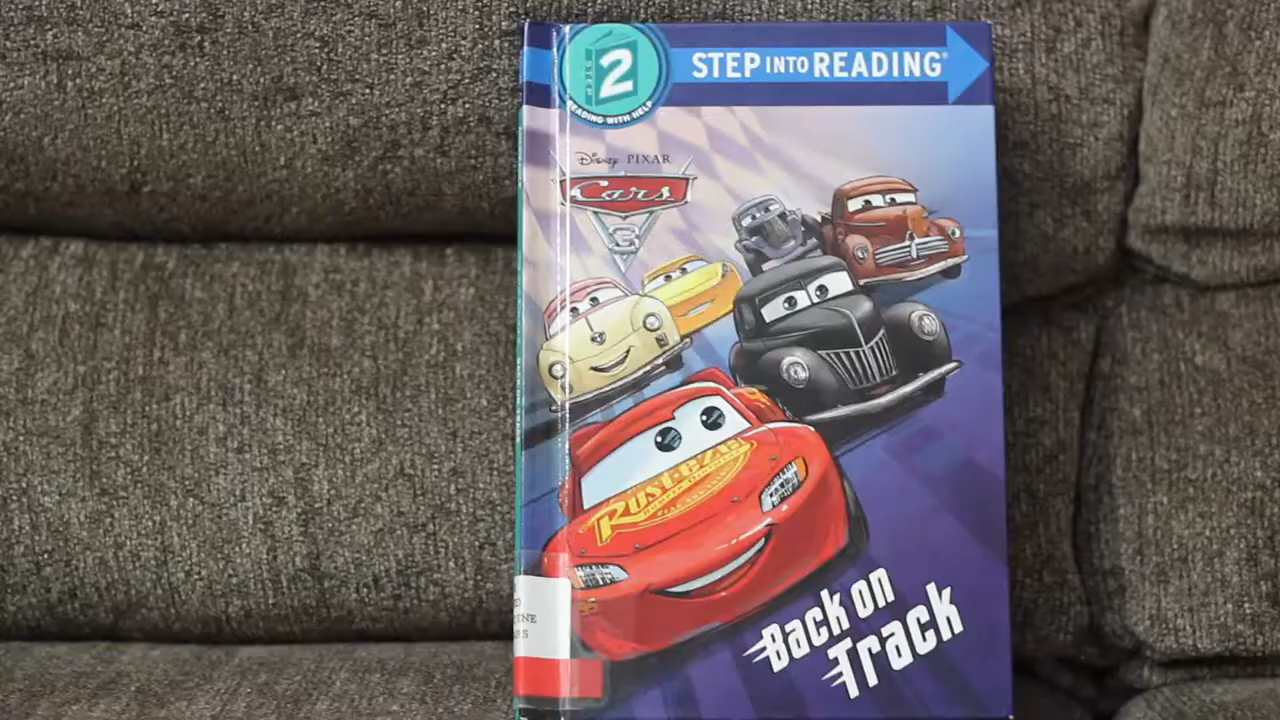 2
READING WITH HELP
STEP INTO READING®
Disney PIXAR
Cars
3
RUST-EZE
Back on
Track